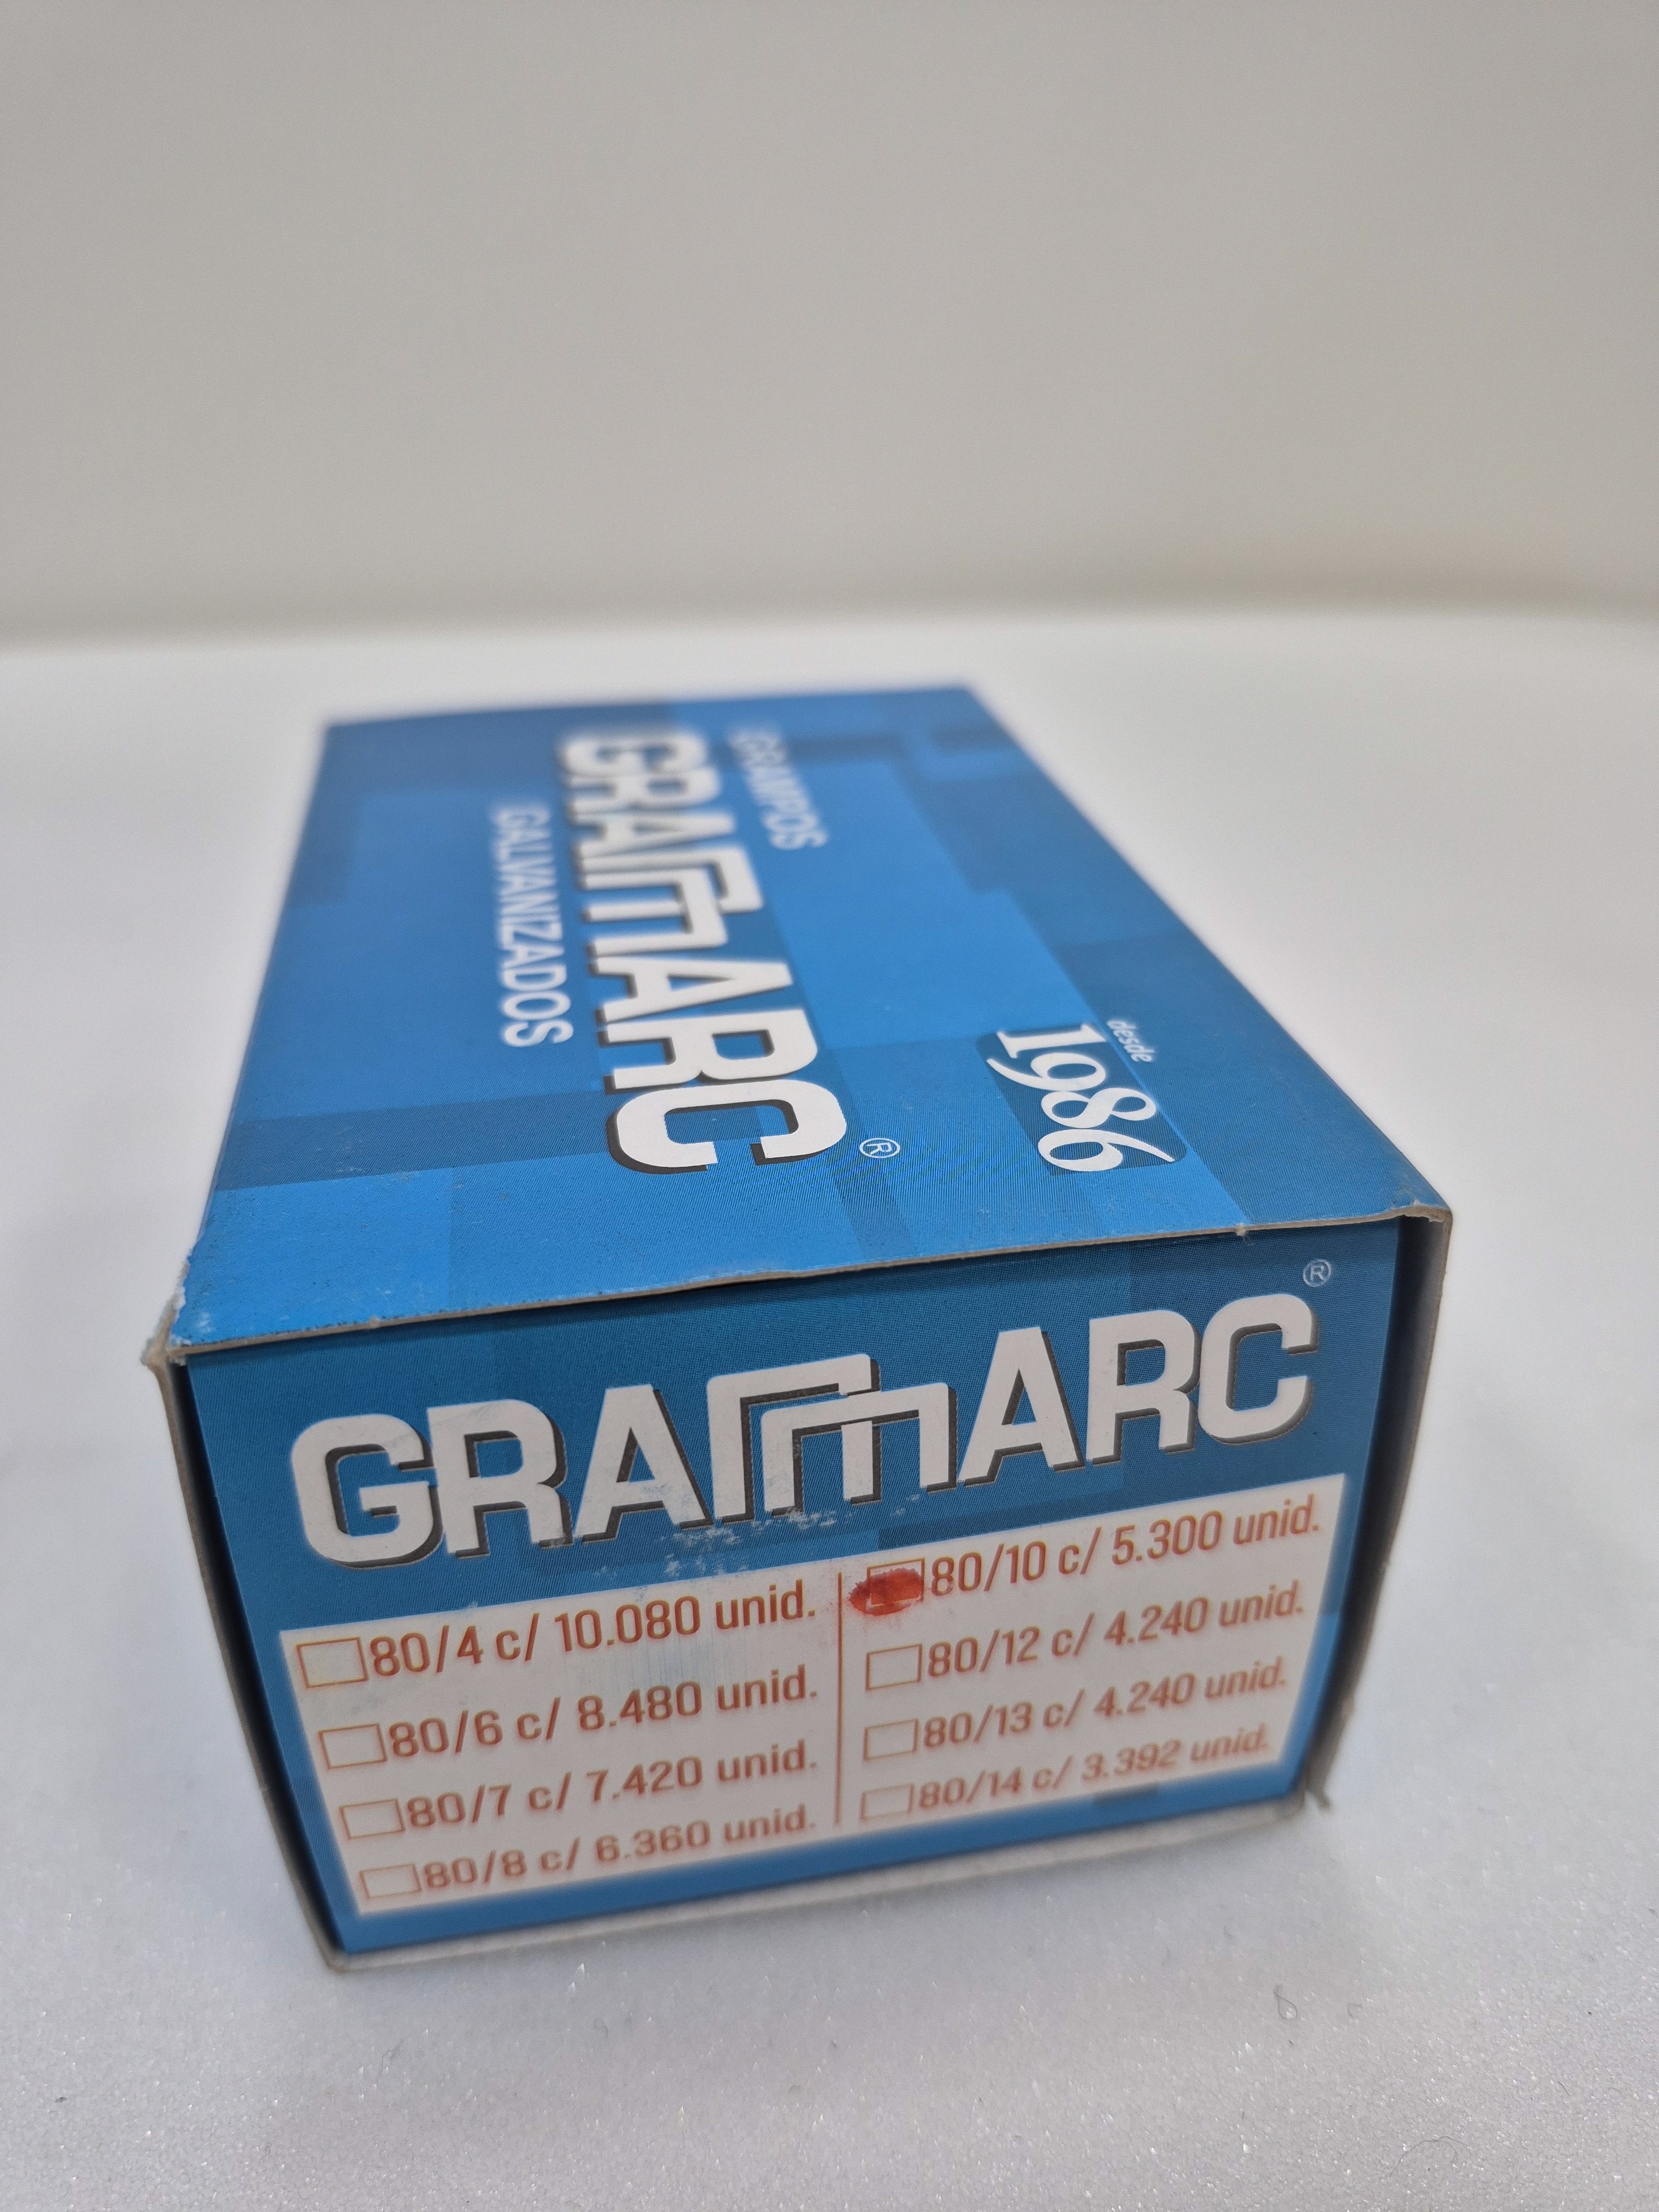 GRAMPOS
GRAMARC®
GALVANIZADOS
desde
1986
GRAMARC®
80/4 c/ 10.080 unid.
80/6 c/ 8.480 unid.
80/7 c/ 7.420 unid.
80/8 c/ 6.360 unid.
80/10 c/ 5.300 unid.
80/12 c/ 4.240 unid.
80/13 c/ 4.240 unid.
80/14 c/ 3.392 unid.